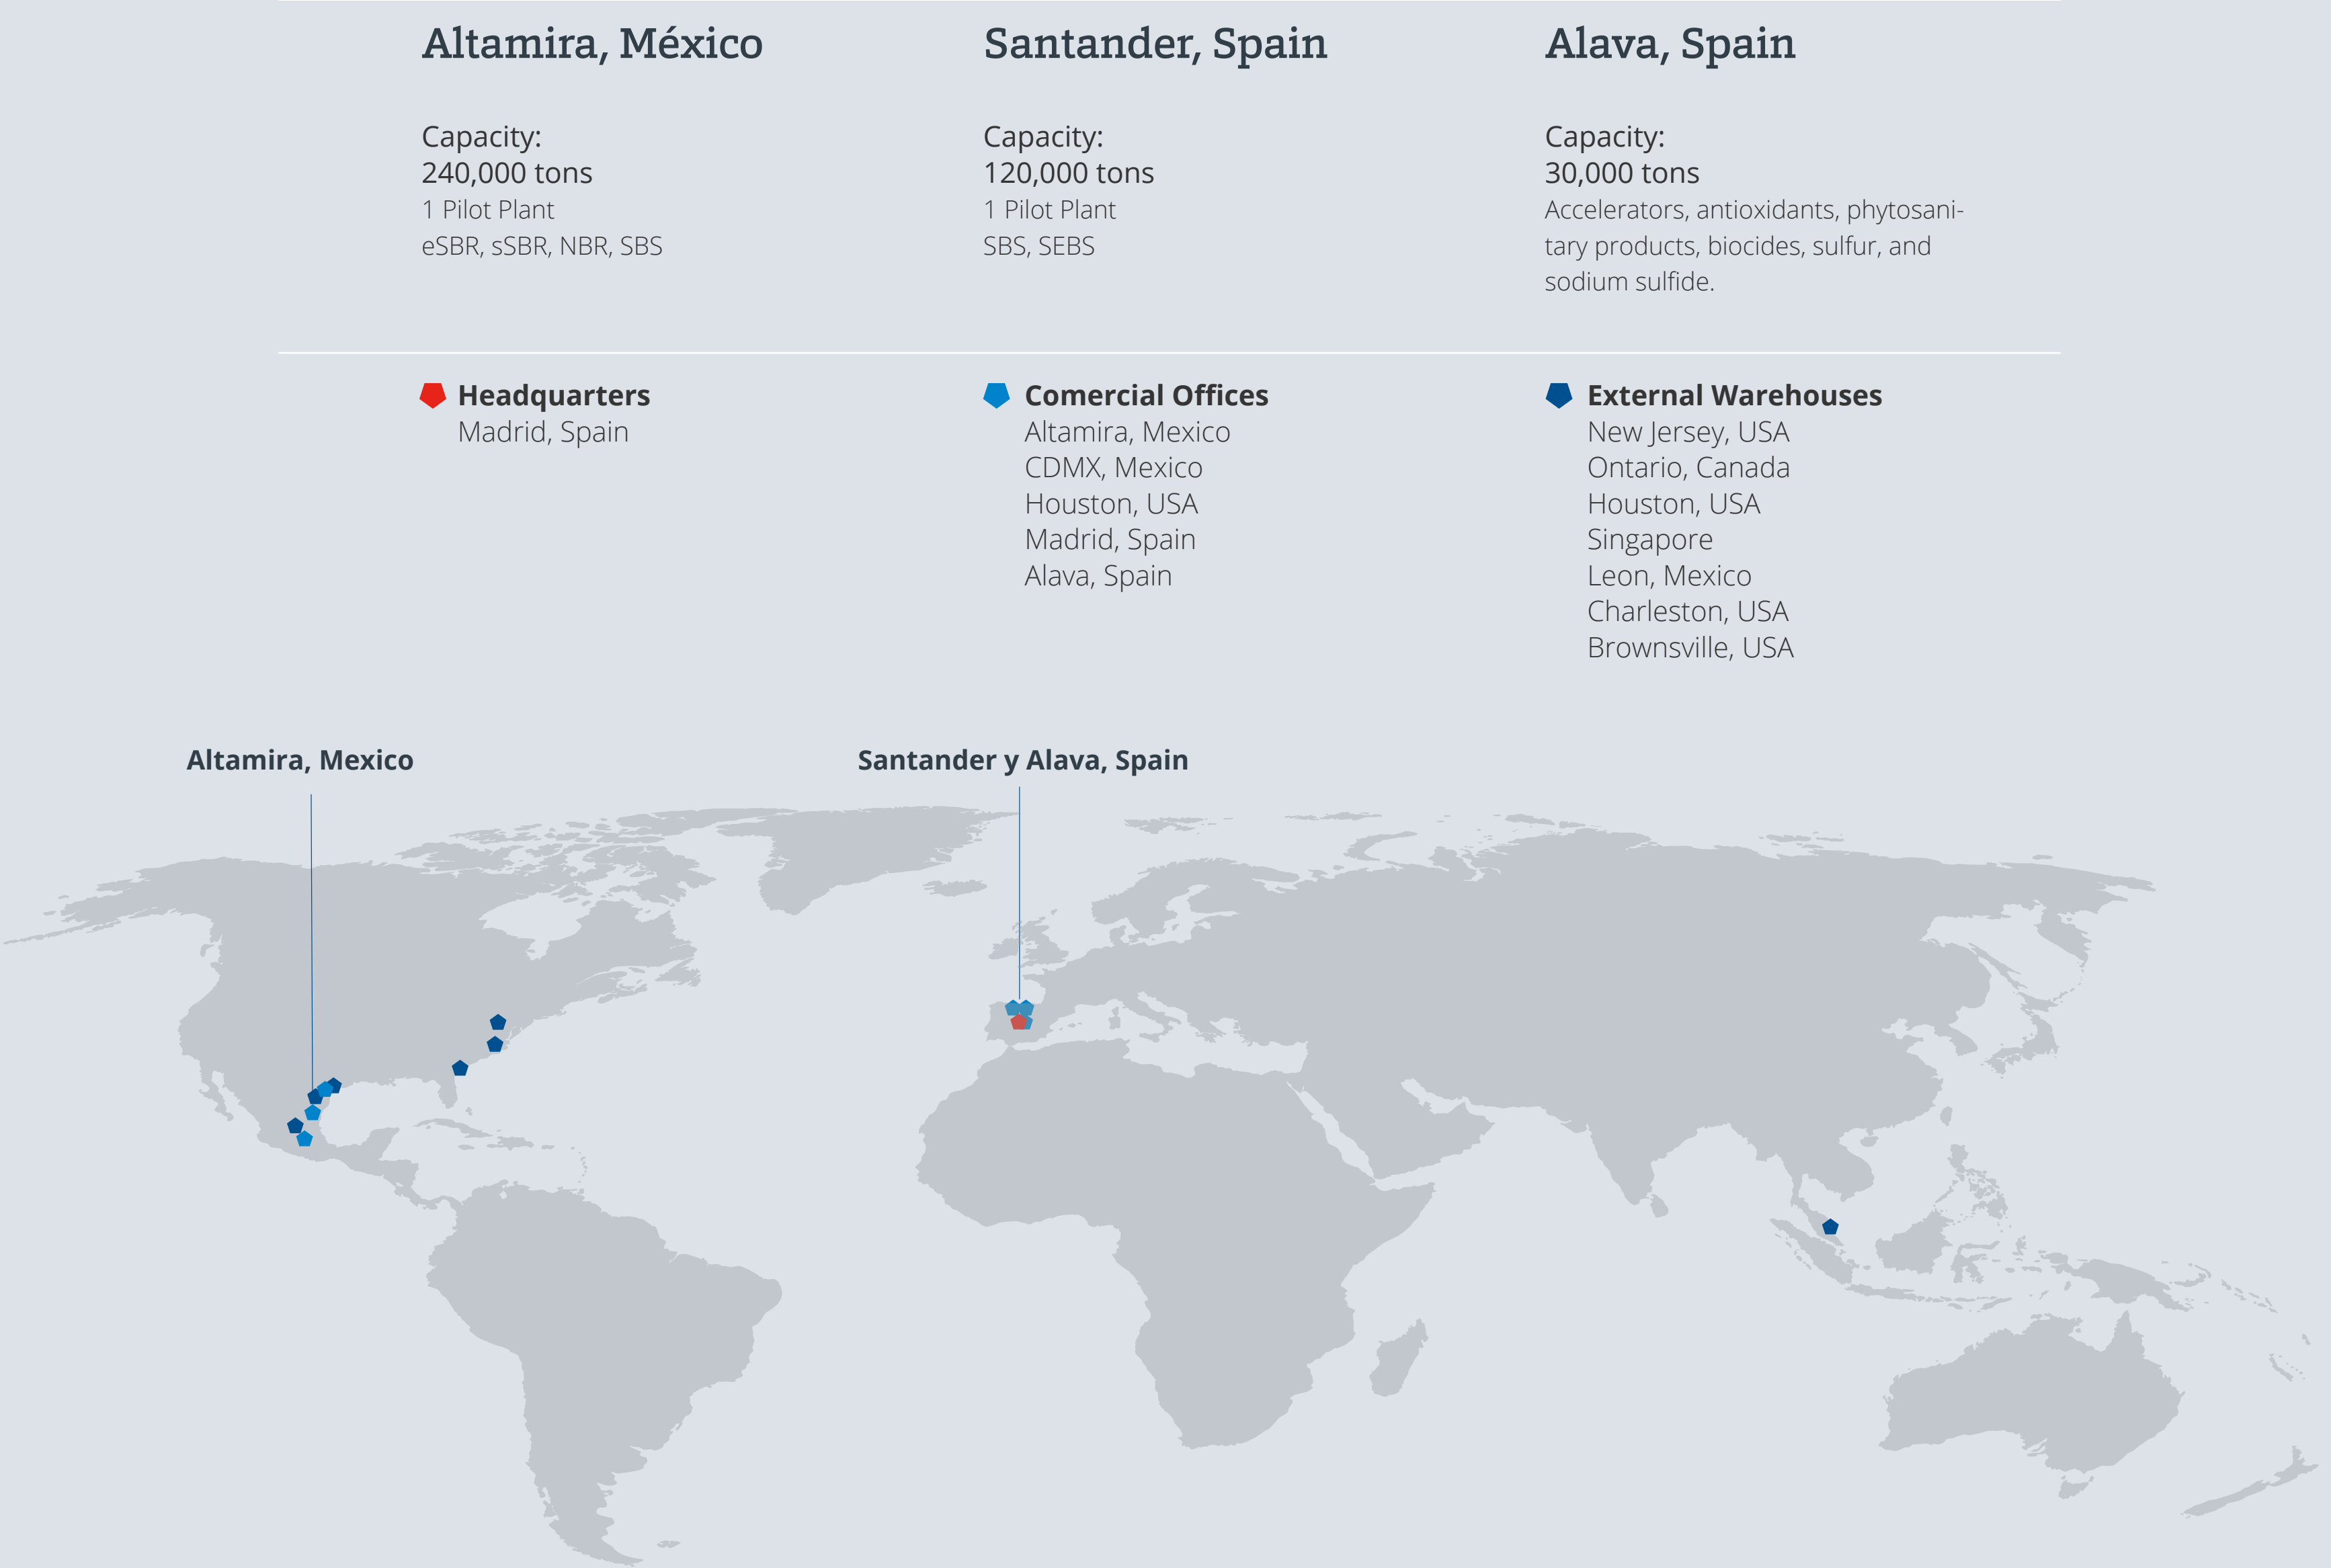 Altamira, México
Capacity:
240,000 tons
1 Pilot Plant
eSBR, sSBR, NBR, SBS
Santander, Spain
Capacity:
120,000 tons
1 Pilot Plant
SBS, SEBS
Alava, Spain
Capacity:
30,000 tons
Accelerators, antioxidants, phytosani-
tary products, biocides, sulfur, and
sodium sulfide.
Headquarters
Madrid, Spain
Comercial Offices
Altamira, Mexico
CDMX, Mexico
Houston, USA
Madrid, Spain
Alava, Spain
External Warehouses
New Jersey, USA
Ontario, Canada
Houston, USA
Singapore
Leon, Mexico
Charleston, USA
Brownsville, USA
Altamira, Mexico
Santander y Alava, Spain